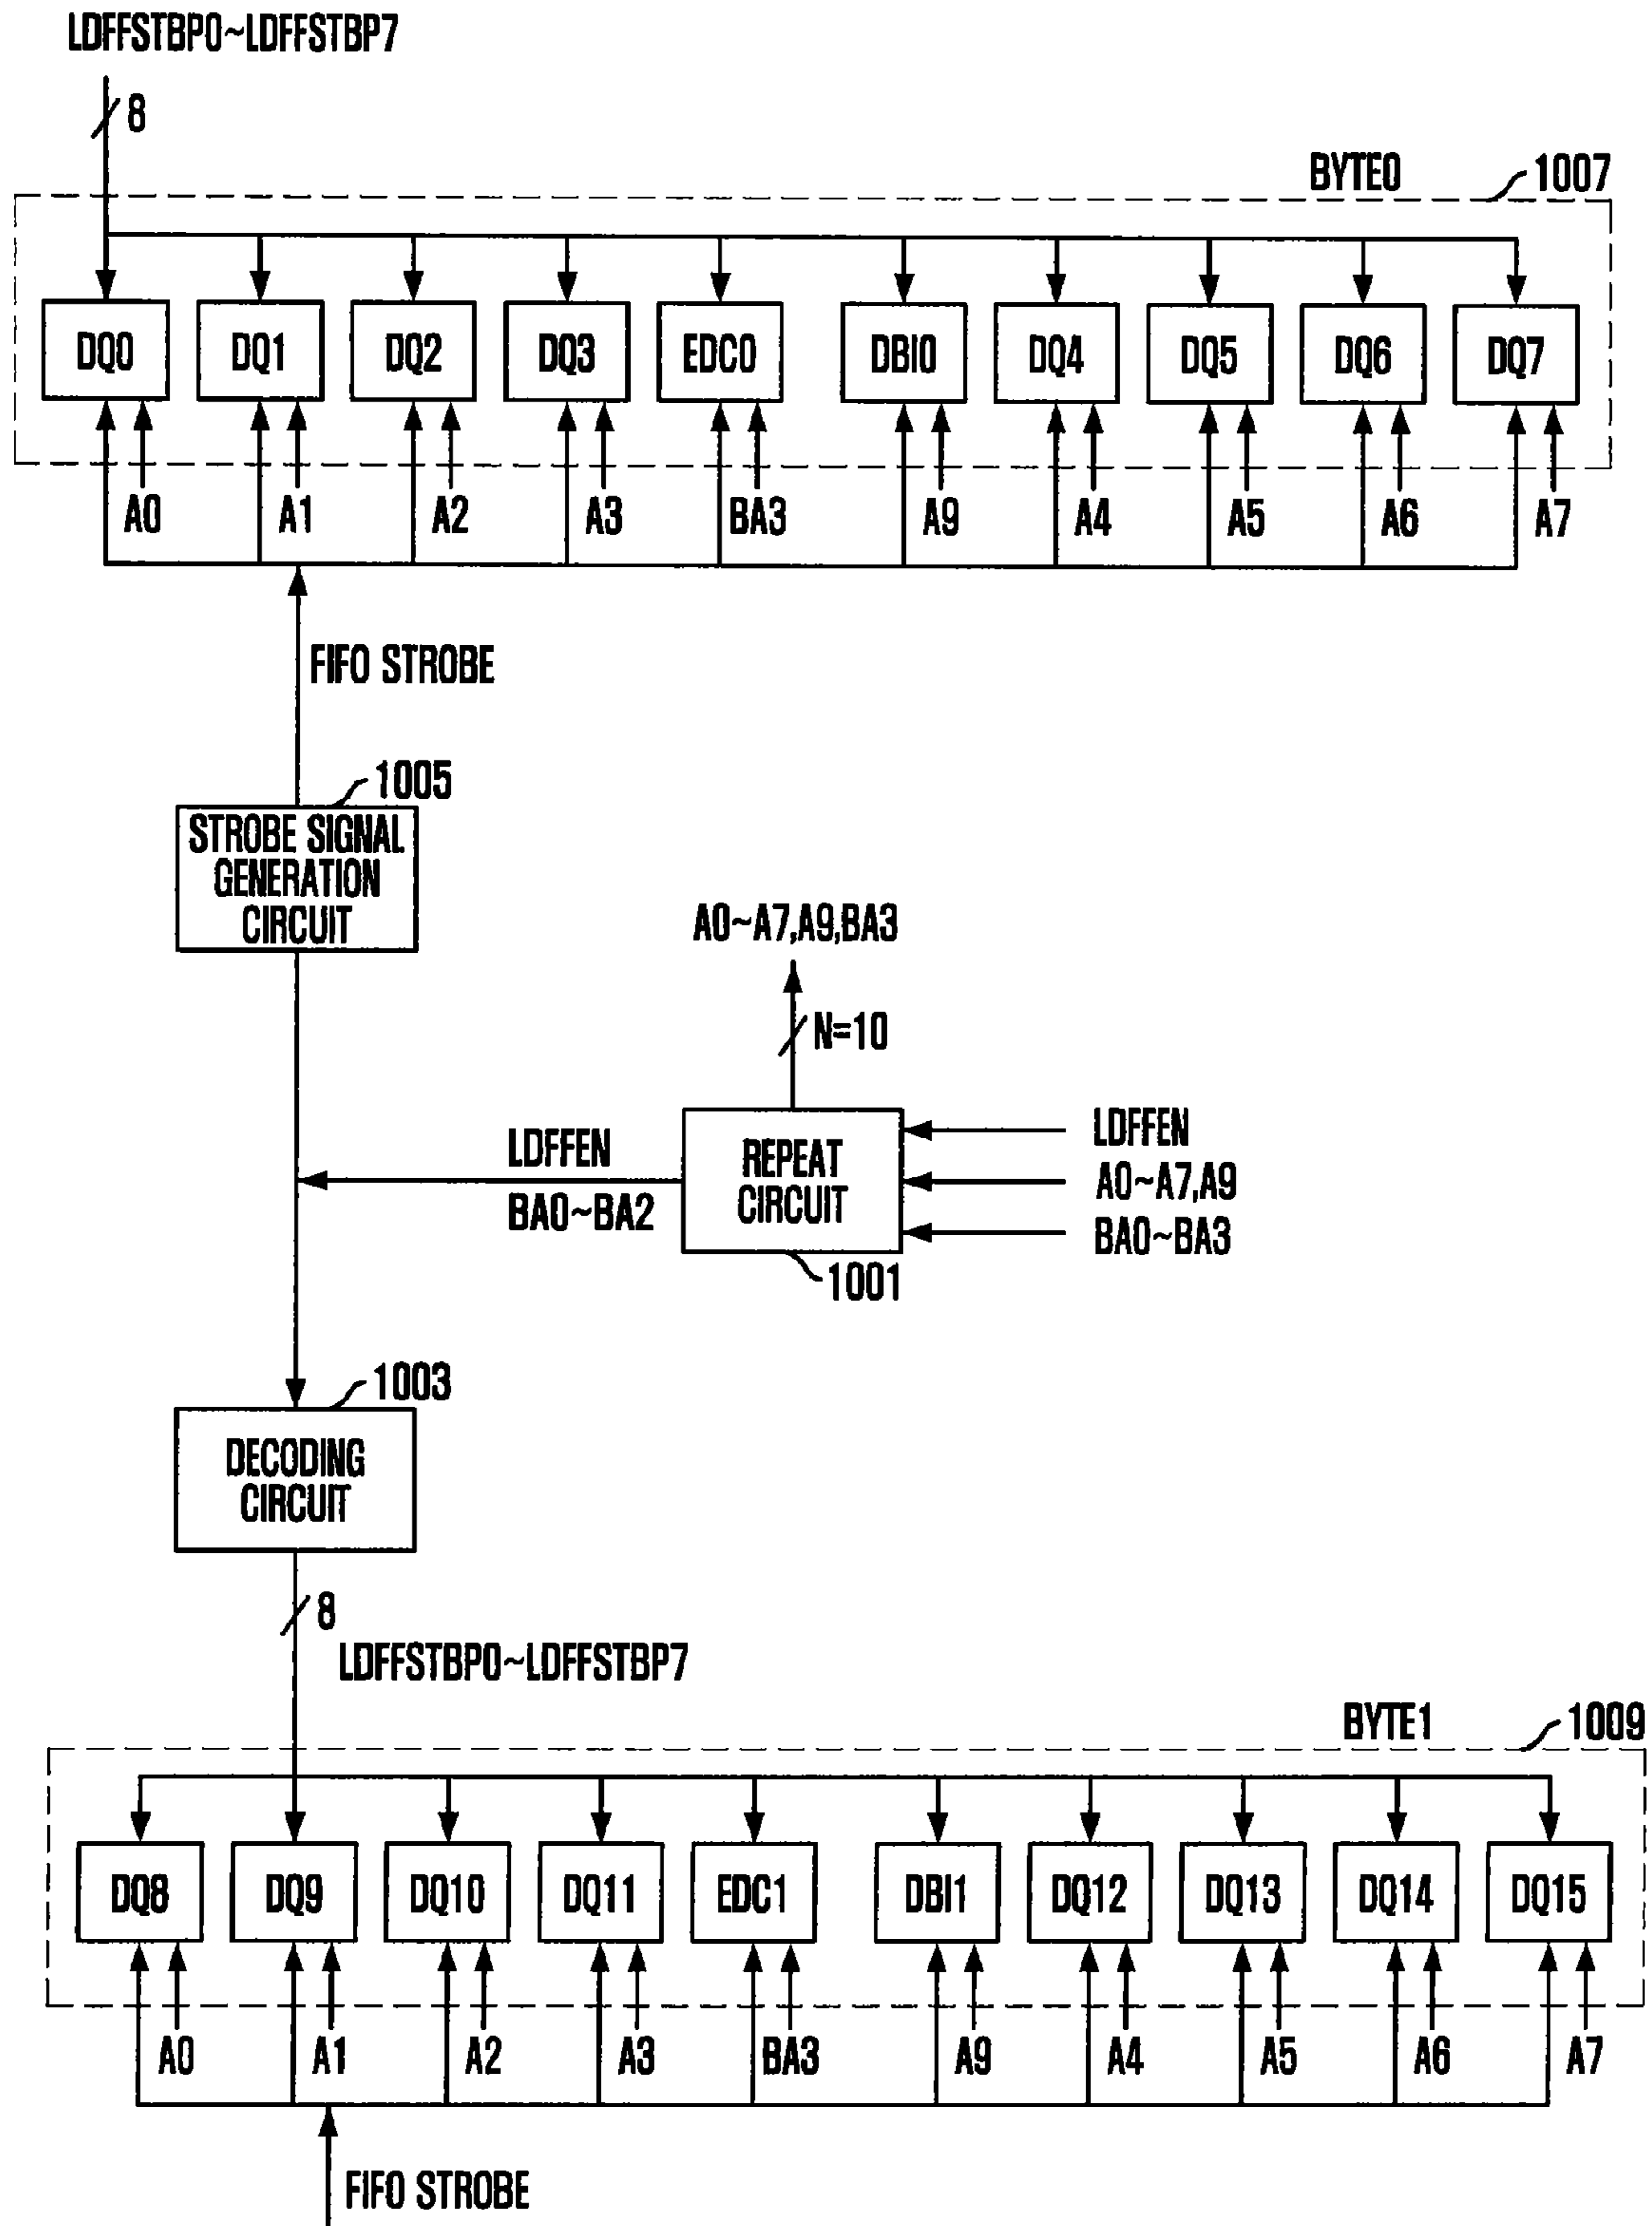 LDFFSTBP0~LDFFSTBP7
8
BYTE0
1007
DQ0 DQ1 DQ2 DQ3 EDC0 DBI0 DQ4 DQ5 DQ6 DQ7
A0 A1 A2 A3 BA3 A9 A4 A5 A6 A7
FIFO STROBE
1005
STROBE SIGNAL
GENERATION
CIRCUIT
A0~A7,A9,BA3
N=10
LDFFEN
BA0~BA2
REPEAT
CIRCUIT
LDFFEN
A0~A7,A9
BA0~BA3
1001
1003
DECODING
CIRCUIT
8
LDFFSTBP0~LDFFSTBP7
BYTE1
1009
DQ8 DQ9 DQ10 DQ11 EDC1 DBI1 DQ12 DQ13 DQ14 DQ15
A0 A1 A2 A3 BA3 A9 A4 A5 A6 A7
FIFO STROBE